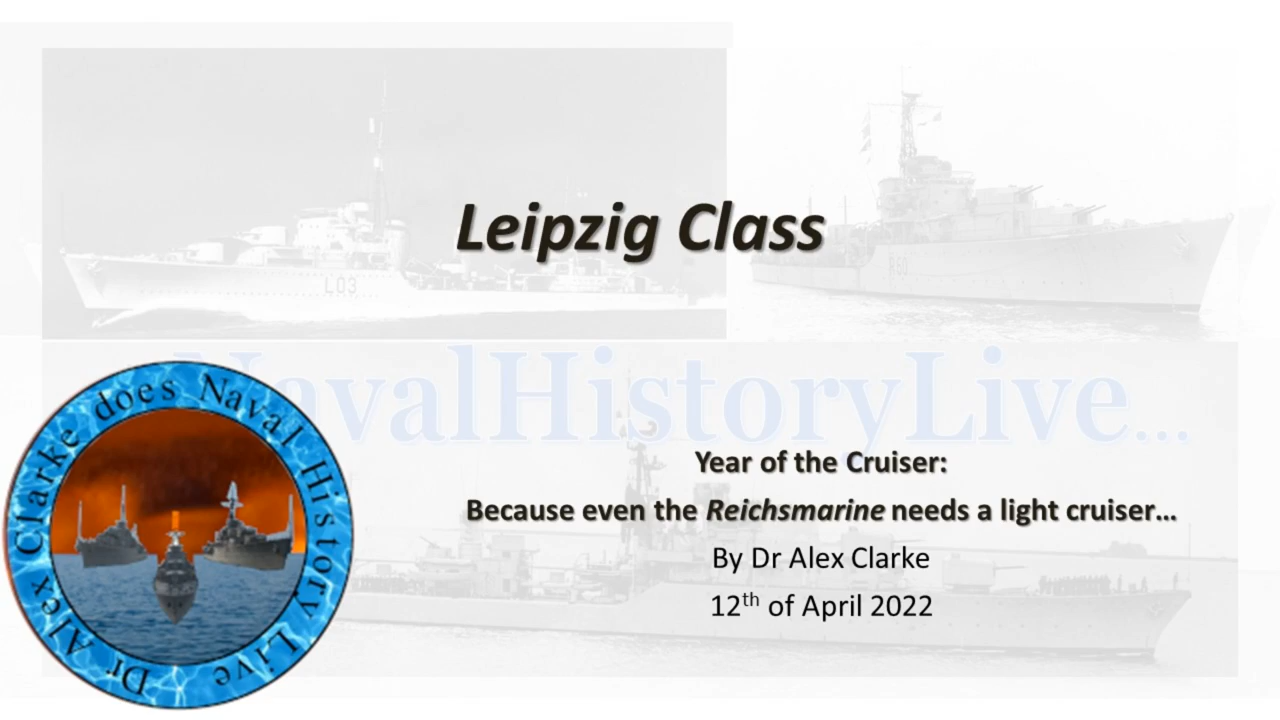 Leipzig Class
L03
R50
NavalHistoryLive...
Year of the Cruiser:
Because even the Reichsmarine needs a light cruiser...
By Dr Alex Clarke
12th of April 2022
Dr Alex Clarke does Naval History Live